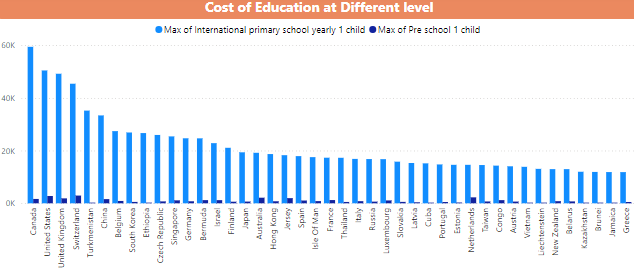 Cost of Education at Different level
Max of International primary school yearly 1 child Max of Pre school 1 child
60K
40K
20K
0K
Canada
United States
United Kingdom
Switzerland
Turkmenistan
China
Belgium
South Korea
Ethiopia
Czech Republic
Singapore
Germany
Bermuda
Israel
Finland
Japan
Australia
Hong Kong
Jersey
Spain
Isle Of Man
France
Thailand
Italy
Russia
Luxembourg
Slovakia
Latvia
Cuba
Portugal
Estonia
Netherlands
Taiwan
Congo
Austria
Vietnam
Liechtenstein
New Zealand
Belarus
Kazakhstan
Brunei
Jamaica
Greece